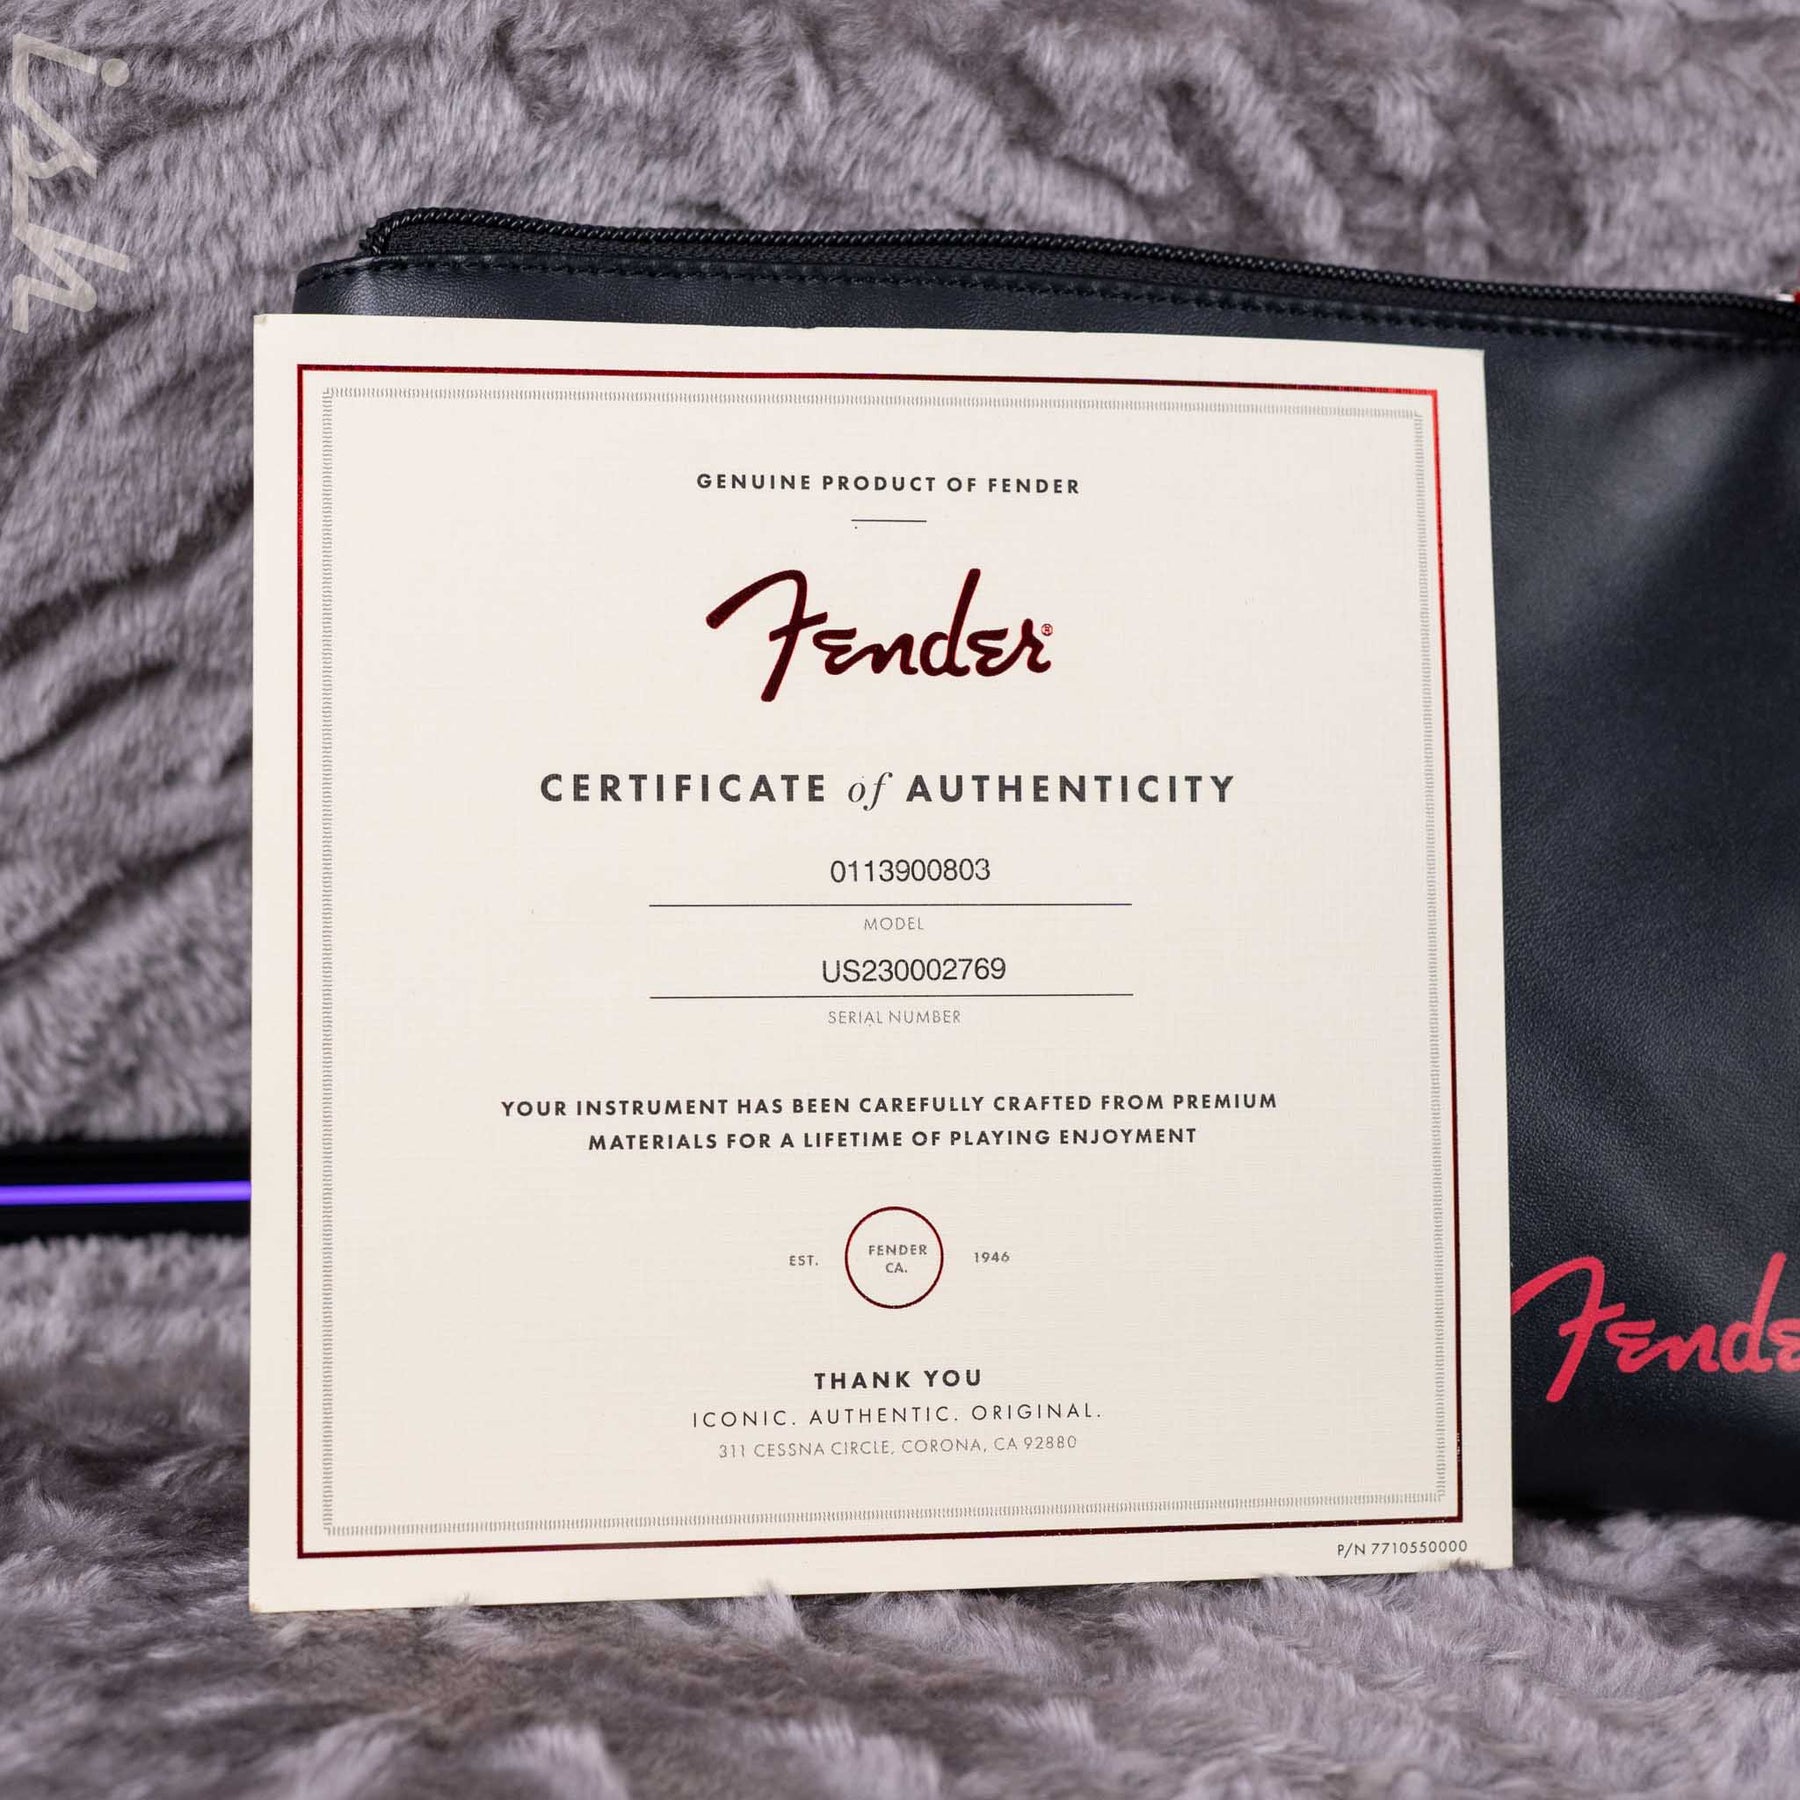 ish
GENUINE PRODUCT OF FENDER
Fender®
CERTIFICATE of AUTHENTICITY
0113900803
MODEL
US230002769
SERIAL NUMBER
YOUR INSTRUMENT HAS BEEN CAREFULLY CRAFTED FROM PREMIUM
MATERIALS FOR A LIFETIME OF PLAYING ENJOYMENT
EST. FENDER CA. 1946
THANK YOU
ICONIC. AUTHENTIC. ORIGINAL.
311 CESSNA CIRCLE, CORONA, CA 92880
P/N 7710550000
Fende